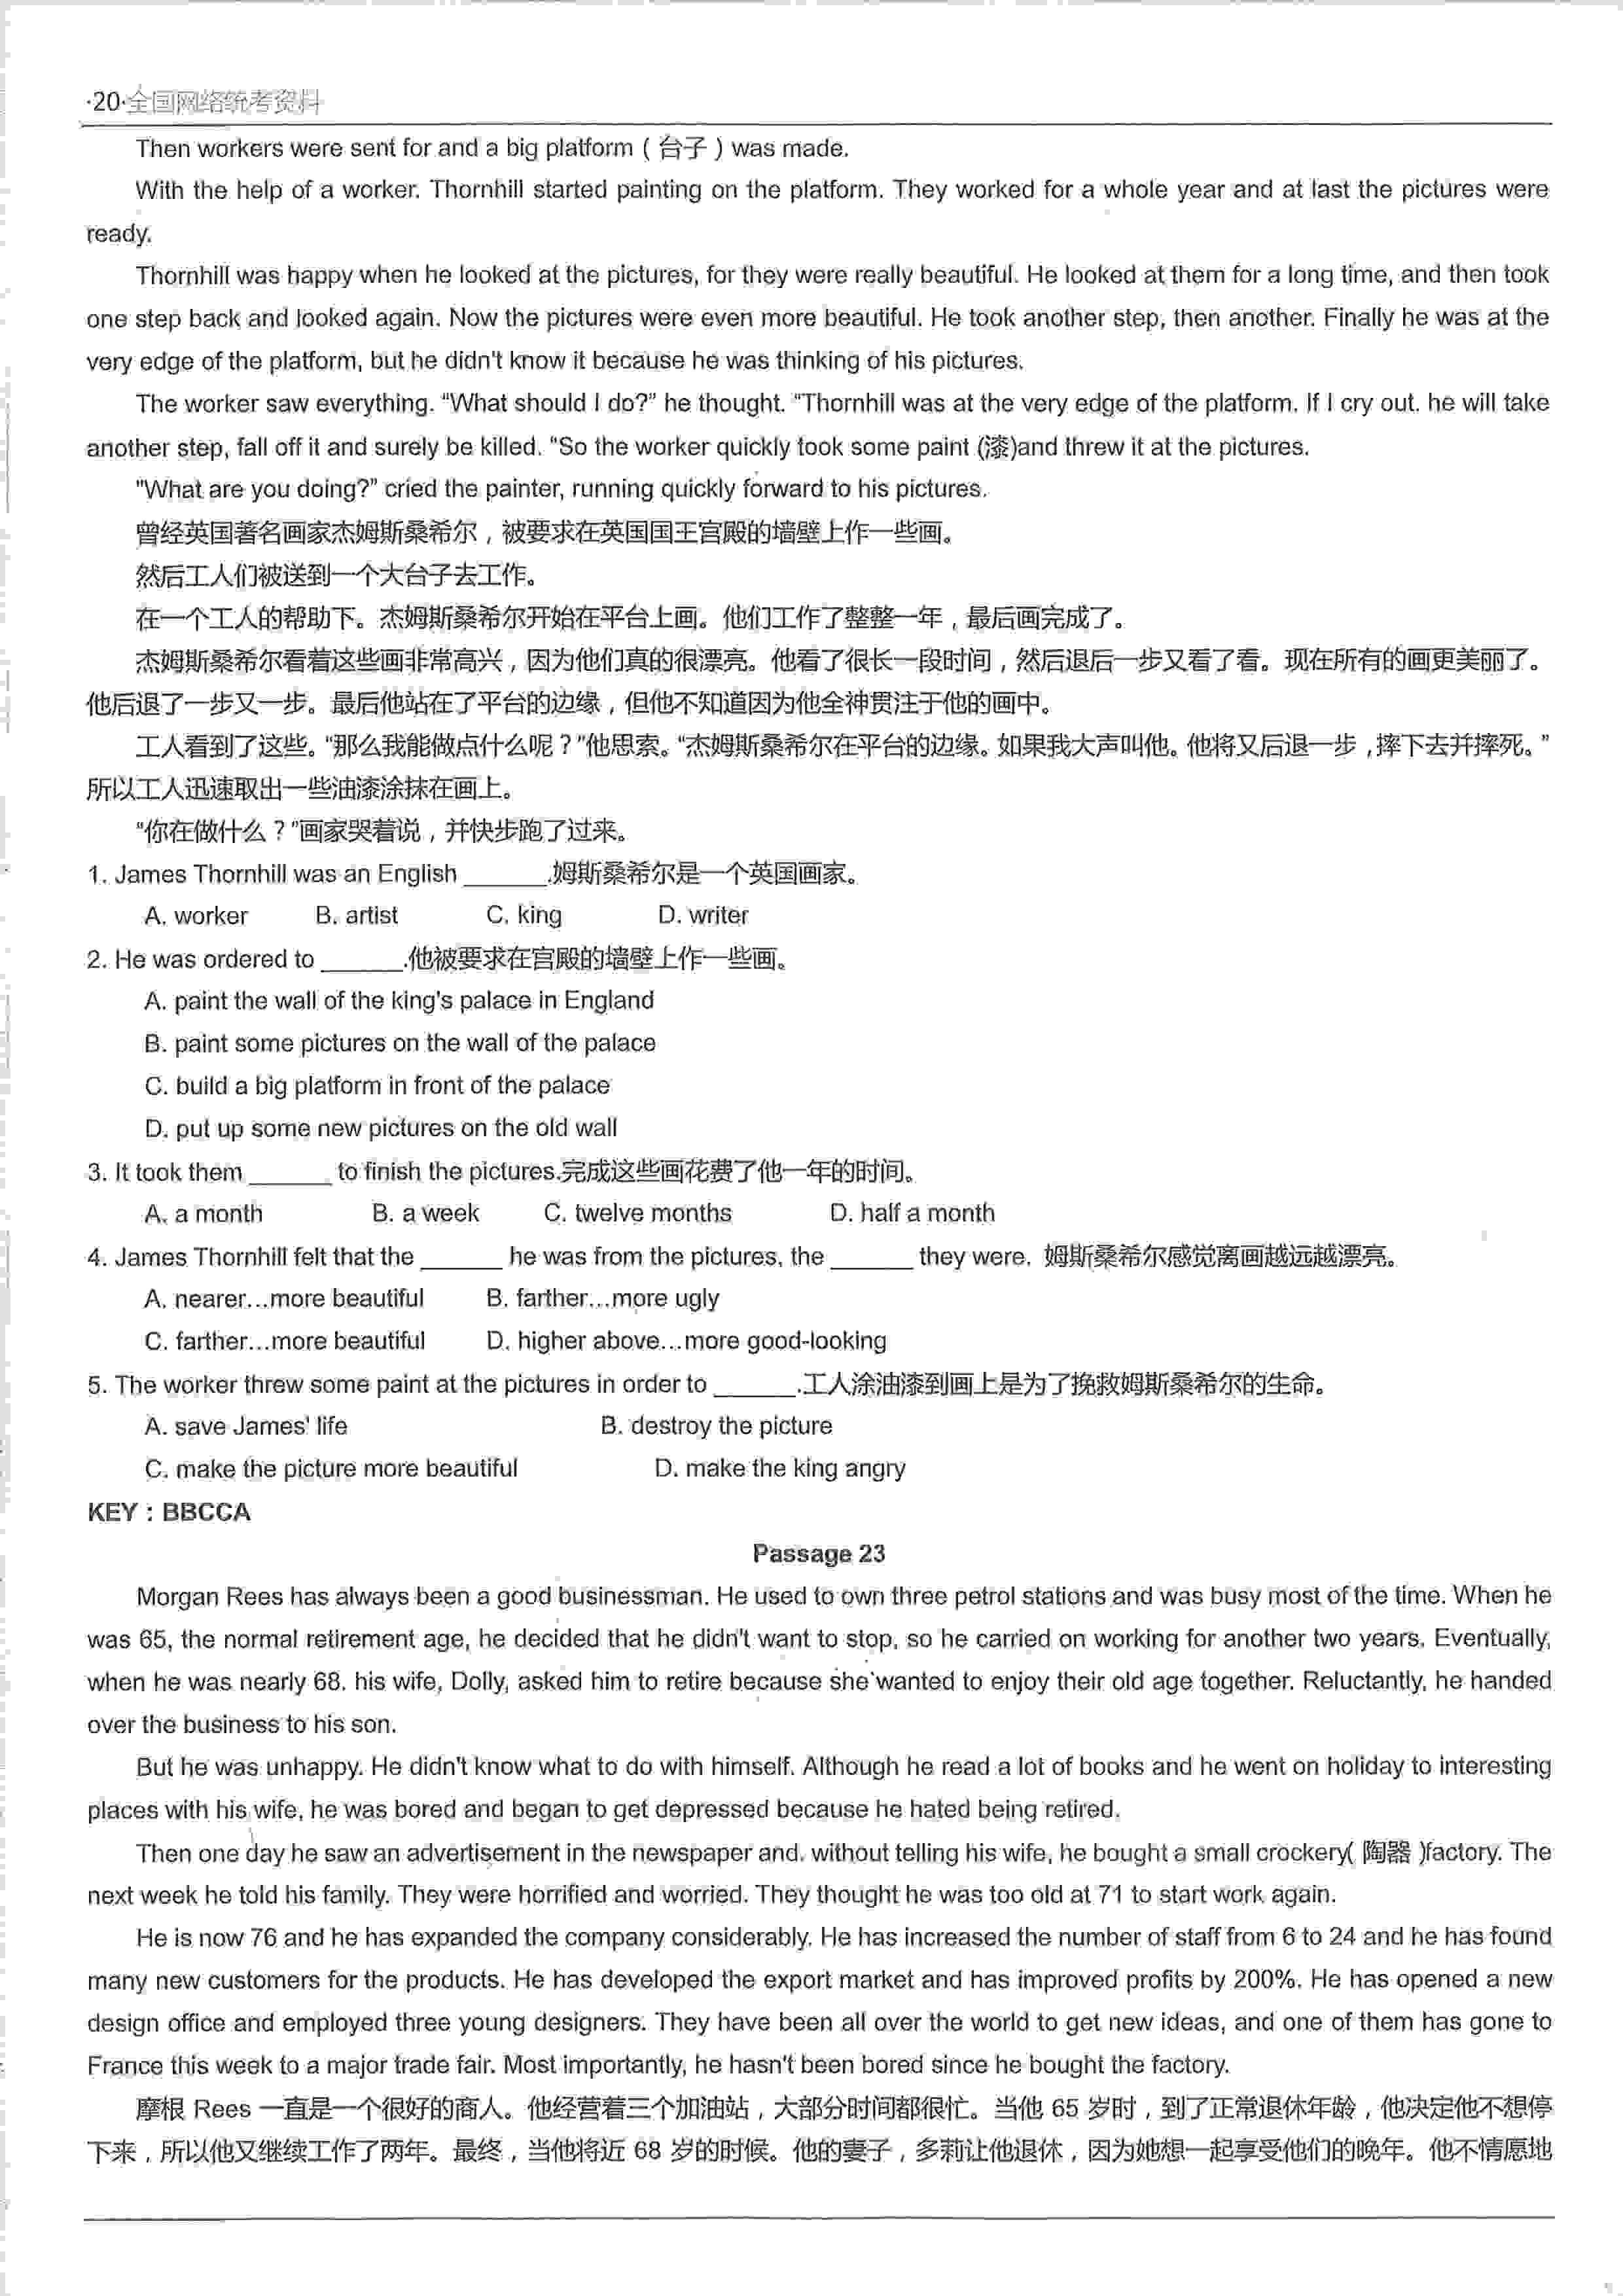 ·20·全国网络统考资料
Then workers were sent for and a big platform ( 台子 ) was made.
With the help of a worker. Thornhill started painting on the platform. They worked for a whole year and at last the pictures were
ready.
Thornhill was happy when he looked at the pictures, for they were really beautiful. He looked at them for a long time, and then took
one step back and looked again. Now the pictures were even more beautiful. He took another step, then another. Finally he was at the
very edge of the platform, but he didn't know it because he was thinking of his pictures.
The worker saw everything. “What should I do?” he thought. “Thornhill was at the very edge of the platform. If I cry out. he will take
another step, fall off it and surely be killed. “So the worker quickly took some paint (漆)and threw it at the pictures.
"What are you doing?” cried the painter, running quickly forward to his pictures.
曾经英国著名画家杰姆斯桑希尔，被要求在英国国王宫殿的墙壁上作一些画。
然后工人们被送到一个大台子去工作。
在一个工人的帮助下。杰姆斯桑希尔开始在平台上画。他们工作了整整一年，最后画完成了。
杰姆斯桑希尔看着这些画非常高兴，因为他们真的很漂亮。他看了很长一段时间，然后退后一步又看了看。现在所有的画更美丽了。
他后退了一步又一步。最后他站在了平台的边缘，但他不知道因为他全神贯注于他的画中。
工人看到了这些。“那么我能做点什么呢？”他思索。“杰姆斯桑希尔在平台的边缘。如果我大声叫他。他将又后退一步，摔下去并摔死。”
所以工人迅速取出一些油漆涂抹在画上。
“你在做什么？”画家哭着说，并快步跑了过来。
1. James Thornhill was an English ______.姆斯桑希尔是一个英国画家。
A. worker B. artist C. king D. writer
2. He was ordered to ______.他被要求在宫殿的墙壁上作一些画。
A. paint the wall of the king's palace in England
B. paint some pictures on the wall of the palace
C. build a big platform in front of the palace
D. put up some new pictures on the old wall
3. It took them ______ to finish the pictures.完成这些画花费了他一年的时间。
A. a month B. a week C. twelve months D. half a month
4. James Thornhill felt that the ______ he was from the pictures, the ______ they were. 姆斯桑希尔感觉离画越远越漂亮。
A. nearer...more beautiful B. farther...more ugly
C. farther...more beautiful D. higher above...more good-looking
5. The worker threw some paint at the pictures in order to ______.工人涂油漆到画上是为了挽救姆斯桑希尔的生命。
A. save James' life B. destroy the picture
C. make the picture more beautiful D. make the king angry
KEY：BBCCA
Passage 23
Morgan Rees has always been a good businessman. He used to own three petrol stations and was busy most of the time. When he
was 65, the normal retirement age, he decided that he didn't want to stop, so he carried on working for another two years. Eventually,
when he was nearly 68. his wife, Dolly, asked him to retire because she wanted to enjoy their old age together. Reluctantly, he handed
over the business to his son.
But he was unhappy. He didn't know what to do with himself. Although he read a lot of books and he went on holiday to interesting
places with his wife, he was bored and began to get depressed because he hated being retired.
Then one day he saw an advertisement in the newspaper and. without telling his wife, he bought a small crockery( 陶器 )factory. The
next week he told his family. They were horrified and worried. They thought he was too old at 71 to start work again.
He is now 76 and he has expanded the company considerably. He has increased the number of staff from 6 to 24 and he has found
many new customers for the products. He has developed the export market and has improved profits by 200%. He has opened a new
design office and employed three young designers. They have been all over the world to get new ideas, and one of them has gone to
France this week to a major trade fair. Most importantly, he hasn't been bored since he bought the factory.
摩根 Rees 一直是一个很好的商人。他经营着三个加油站，大部分时间都很忙。当他 65 岁时，到了正常退休年龄，他决定他不想停
下来，所以他又继续工作了两年。最终，当他将近 68 岁的时候。他的妻子，多莉让他退休，因为她想一起享受他们的晚年。他不情愿地